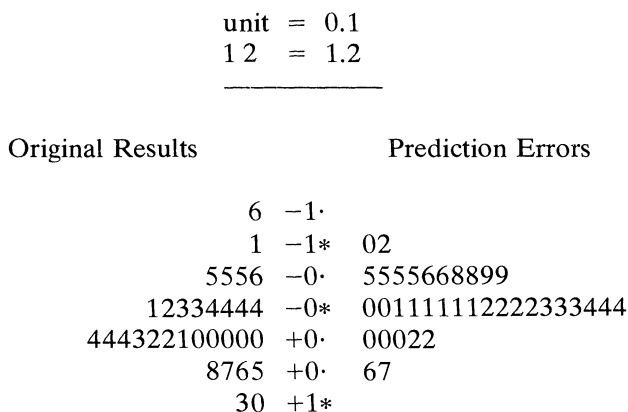 unit = 0.1
1 2 = 1.2
Original Results Prediction Errors
6 −1·
1 −1* 02
5556 −0· 5555668899
12334444 −0* 001111112222333444
444322100000 +0· 00022
8765 +0· 67
30 +1*